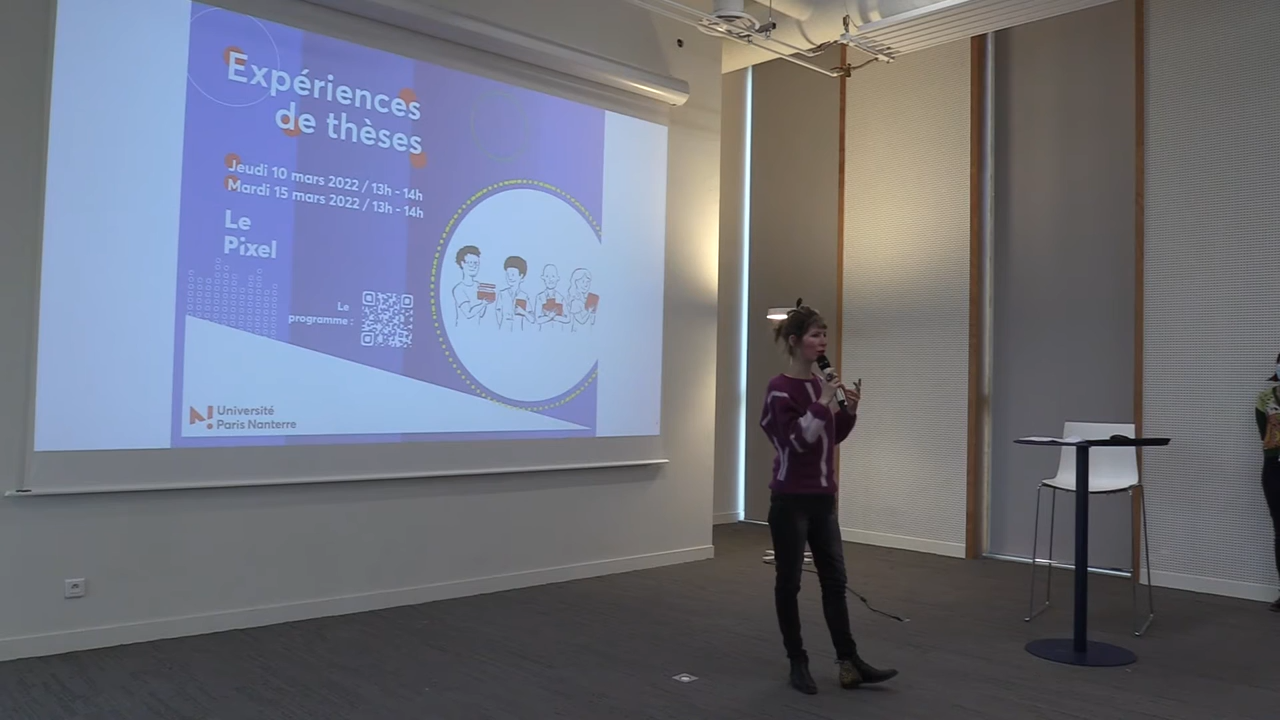 Expériences
de thèses
Jeudi 10 mars 2022 / 13h - 14h
Mardi 15 mars 2022 / 13h - 14h
Le
Pixel
Le
programme :
Université
Paris Nanterre